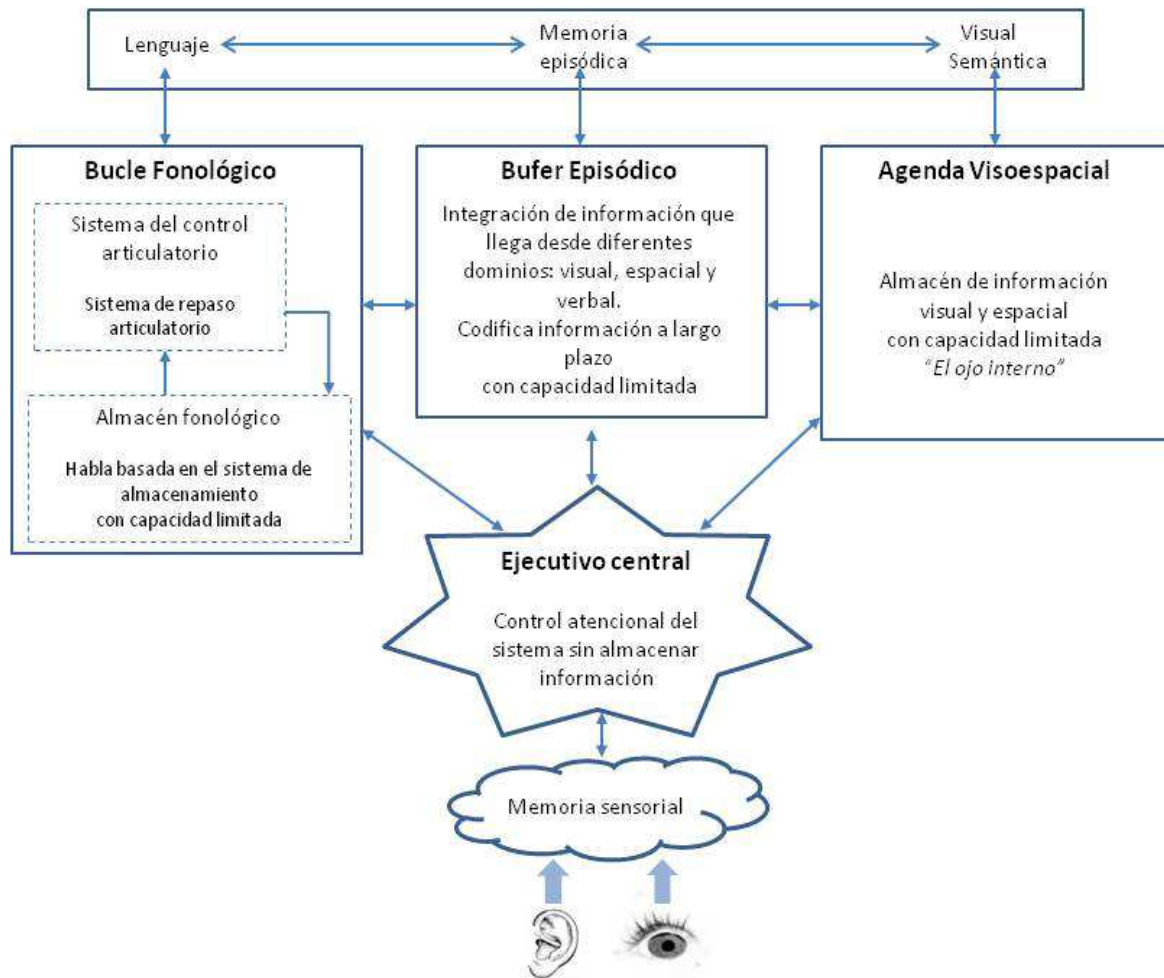 Lenguaje
Memoria
episódica
Visual
Semántica
Bucle Fonológico
Sistema del control
articulatorio
Sistema de repaso
articulatorio
Almacén fonológico
Habla basada en el sistema de
almacenamiento
con capacidad limitada
Bufer Episódico
Integración de información que
llega desde diferentes
dominios: visual, espacial y
verbal.
Codifica información a largo
plazo
con capacidad limitada
Agenda Visoespacial
Almacén de información
visual y espacial
con capacidad limitada
“El ojo interno”
Ejecutivo central
Control atencional del
sistema sin almacenar
información
Memoria sensorial